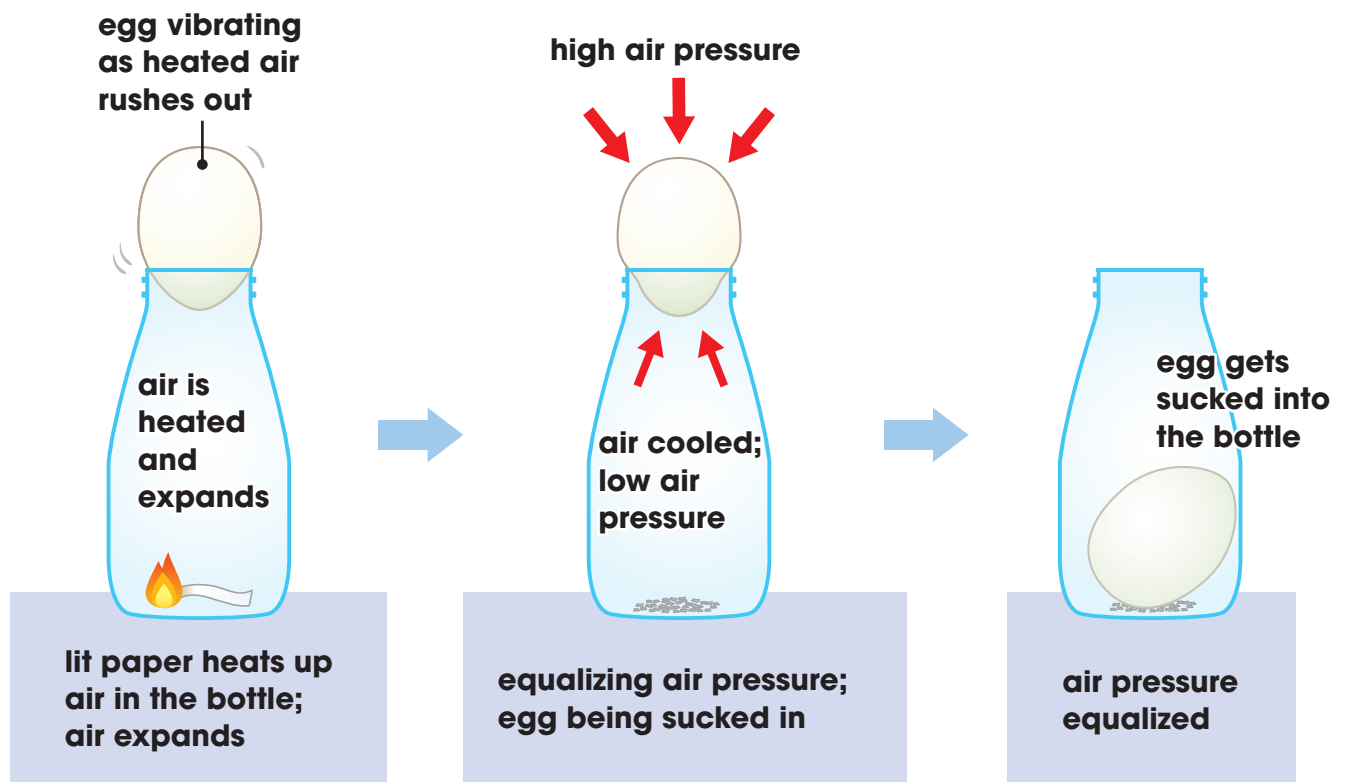 egg vibrating
as heated air
rushes out
air is
heated
and
expands
lit paper heats up
air in the bottle;
air expands
high air pressure
air cooled;
low air
pressure
equalizing air pressure;
egg being sucked in
egg gets
sucked into
the bottle
air pressure
equalized